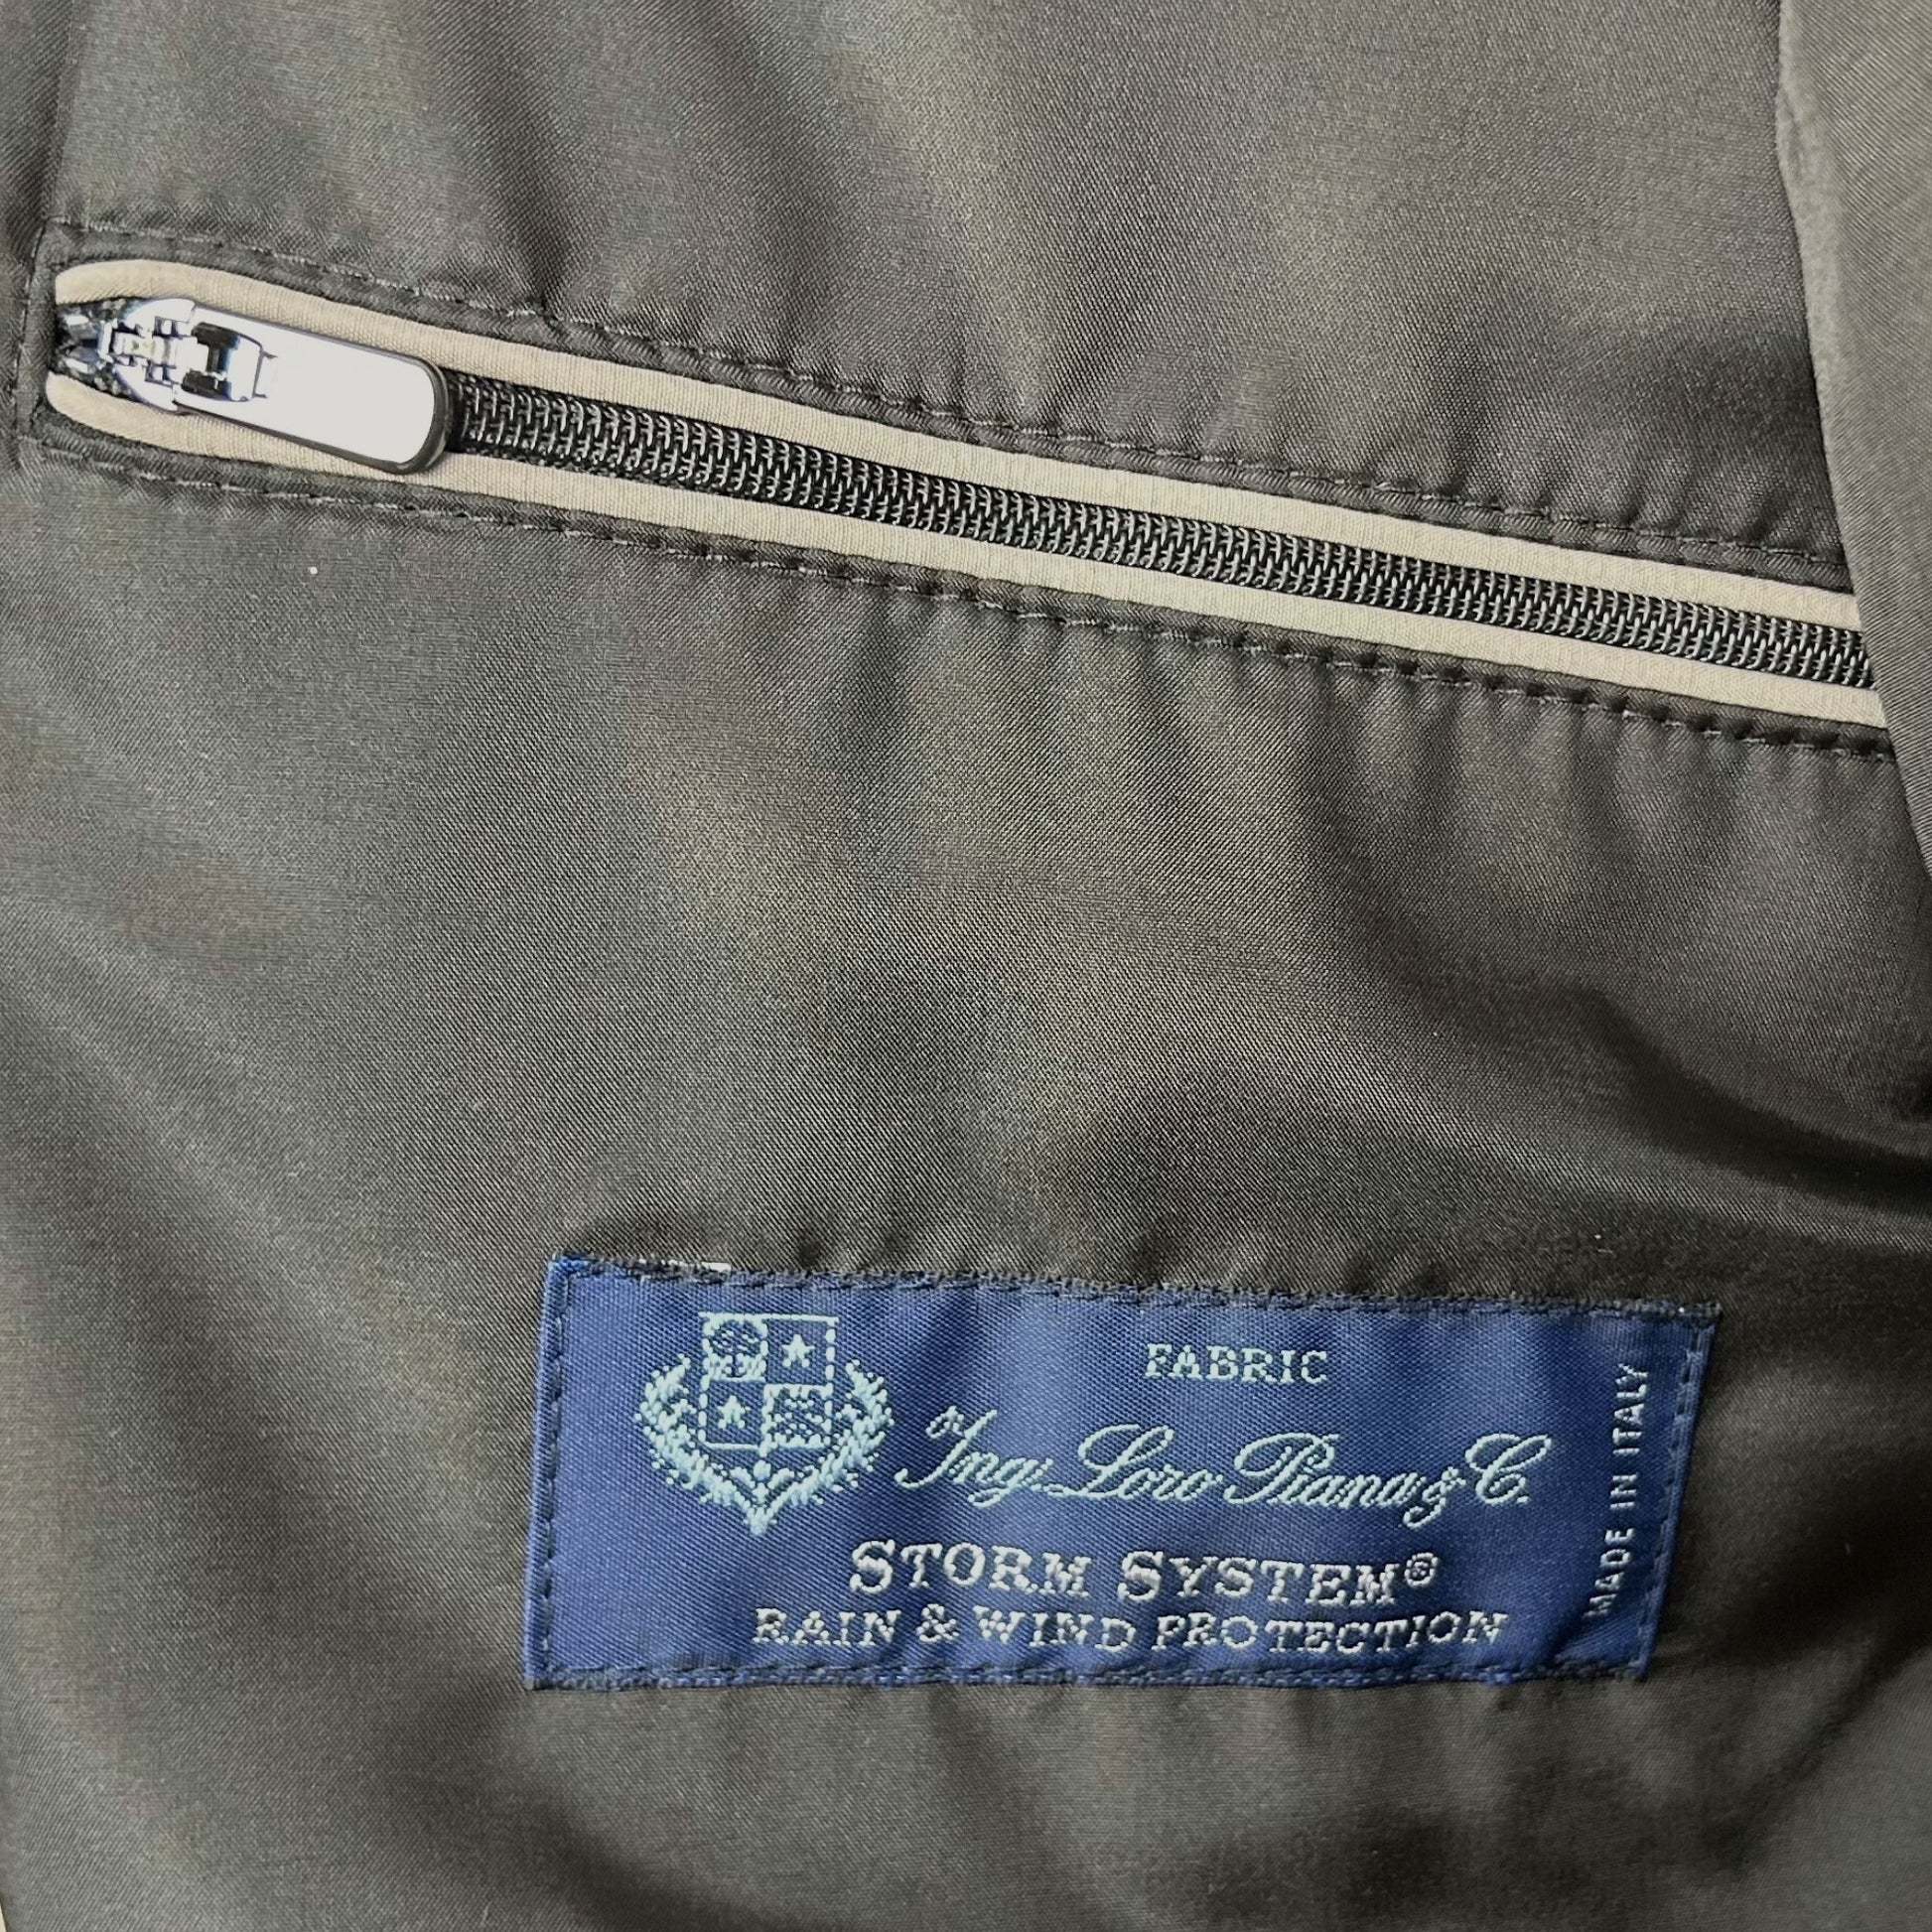 FABRIC
Ing. Loro Piana & C.
STORM SYSTEM®
RAIN & WIND PROTECTION
MADE IN ITALY